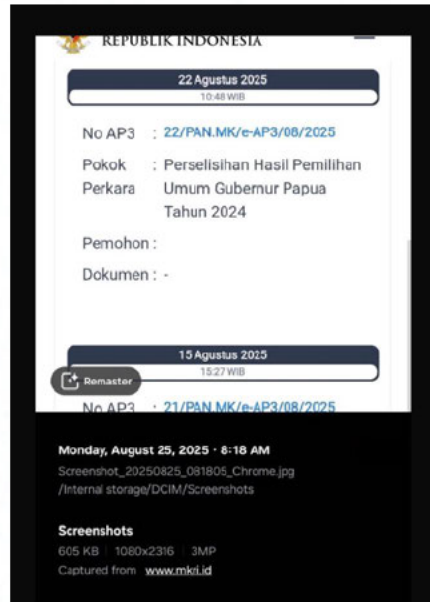 REPUBLIK INDONESIA
22 Agustus 2025
10:48 WIB
No AP3 : 22/PAN.MK/e-AP3/08/2025
Pokok Perkara : Perselisihan Hasil Pemilihan
Umum Gubernur Papua
Tahun 2024
Pemohon :
Dokumen : -
15 Agustus 2025
15:27 WIB
Remaster
No AP3 : 21/PAN.MK/e-AP3/08/2025
Monday, August 25, 2025 · 8:18 AM
Screenshot_20250825_081805_Chrome.jpg
/Internal storage/DCIM/Screenshots
Screenshots
605 KB 1080x2316 3MP
Captured from www.mkri.id